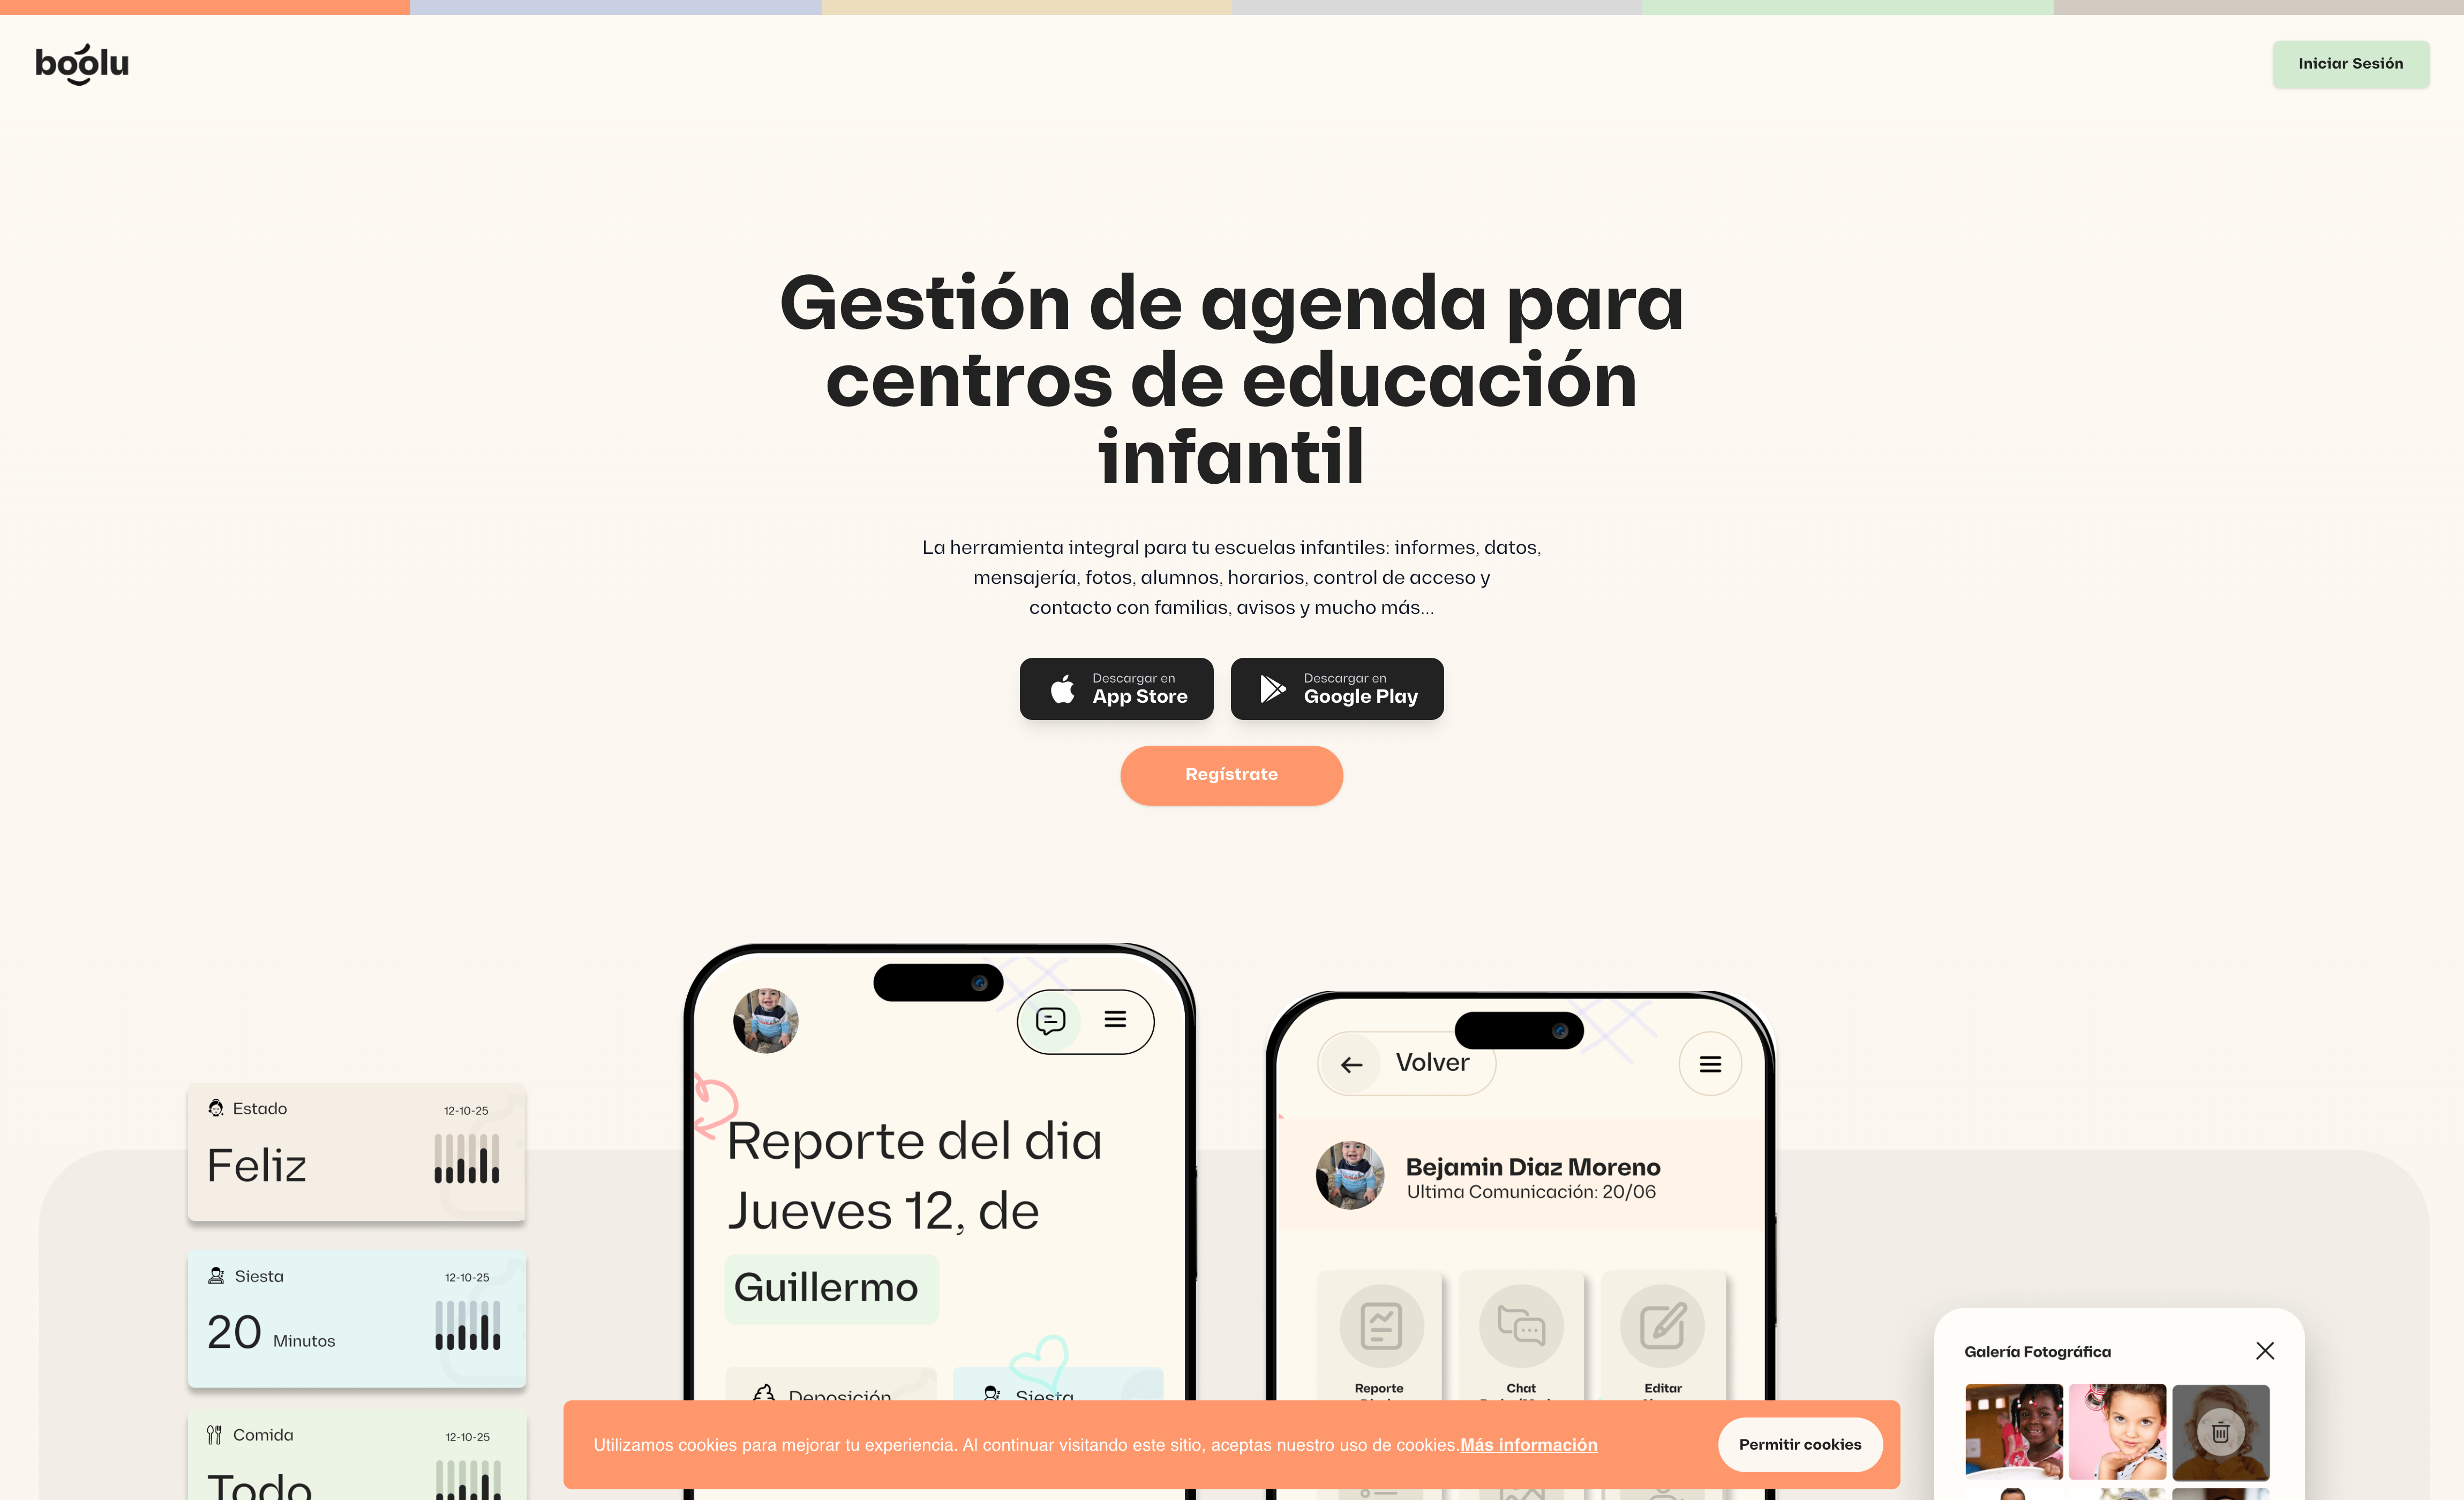 boolu
Iniciar Sesión
Gestión de agenda para
centros de educación
infantil
La herramienta integral para tu escuelas infantiles: informes, datos,
mensajería, fotos, alumnos, horarios, control de acceso y
contacto con familias, avisos y mucho más...
Descargar en
App Store
Descargar en
Google Play
Regístrate
Estado
12-10-25
Feliz
Siesta
12-10-25
20 Minutos
Comida
12-10-25
Todo
Reporte del dia
Jueves 12, de
Guillermo
Deposición
Siesta
Volver
Bejamin Diaz Moreno
Ultima Comunicación: 20/06
Reporte
Chat
Editar
Galería Fotográfica
Utilizamos cookies para mejorar tu experiencia. Al continuar visitando este sitio, aceptas nuestro uso de cookies.Más información
Permitir cookies